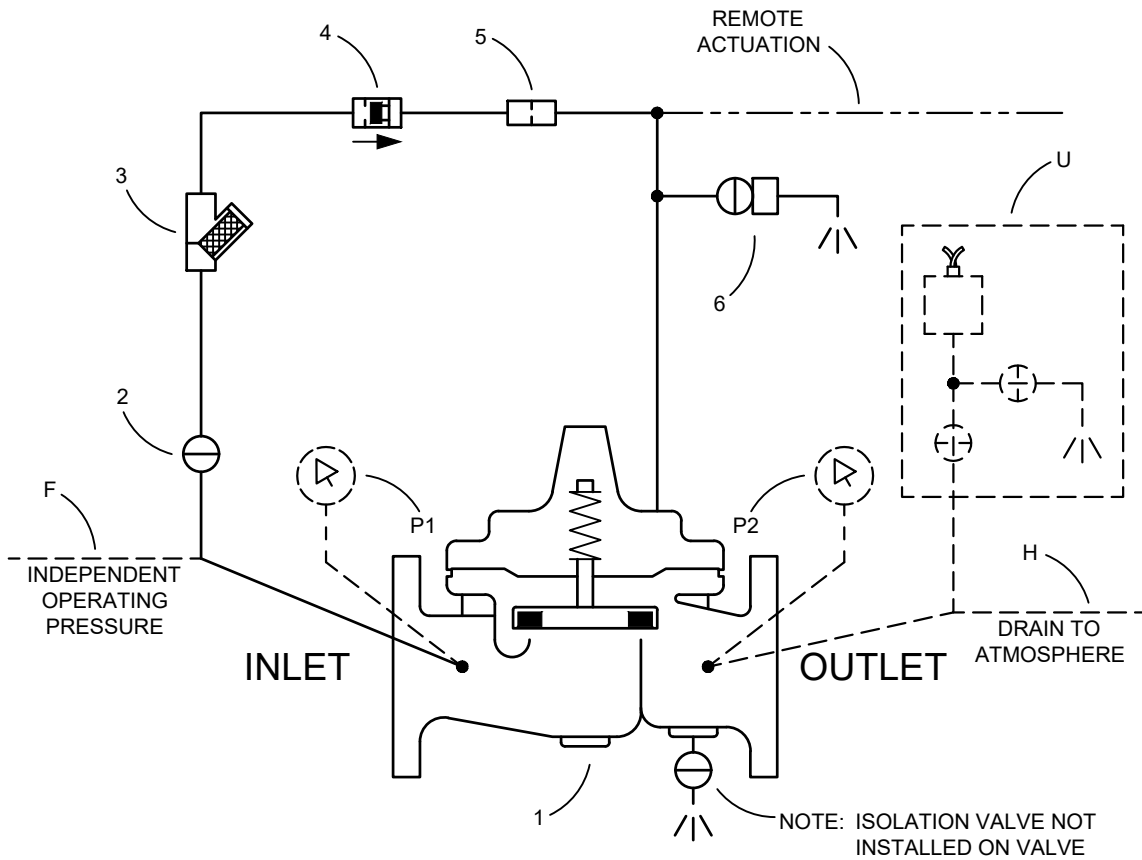 REMOTE
ACTUATION
4
5
U
3
6
2
F
P1
P2
H
INDEPENDENT
OPERATING
PRESSURE
DRAIN TO
ATMOSPHERE
INLET
OUTLET
1
NOTE: ISOLATION VALVE NOT
INSTALLED ON VALVE